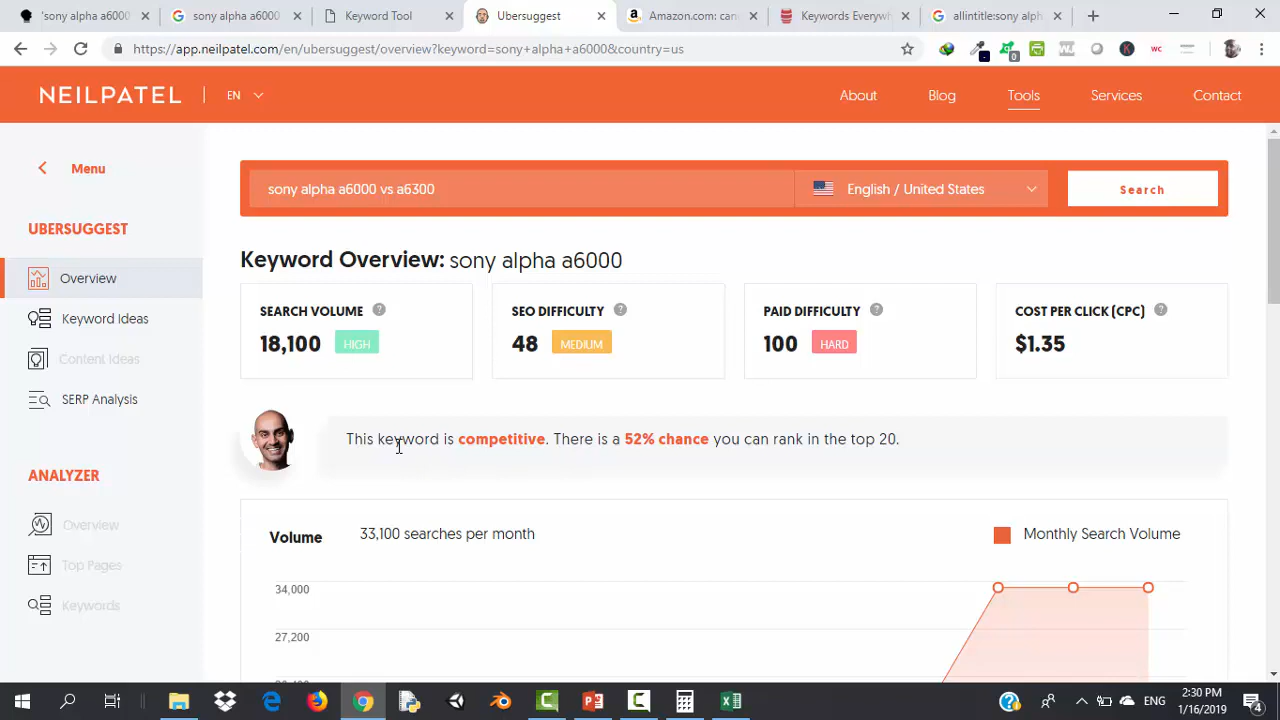 'sony alpha a6000
sony alpha a6000
Keyword Tool
Ubersuggest
Amazon.com: can
Keywords Everywh
allintitle:sony alph
https://app.neilpatel.com/en/ubersuggest/overview?keyword=sony+alpha+a6000&country=us
0
WJ
K
WC
NEILPATEL
EN
About
Blog
Tools
Services
Contact
Menu
sony alpha a6000 vs a6300
English / United States
Search
UBERSUGGEST
Overview
Keyword Ideas
Content Ideas
SERP Analysis
ANALYZER
Overview
Top Pages
Keywords
Keyword Overview: sony alpha a6000
SEARCH VOLUME ?
18,100 HIGH
SEO DIFFICULTY ?
48 MEDIUM
PAID DIFFICULTY ?
100 HARD
COST PER CLICK (CPC) ?
$1.35
This keyword is competitive. There is a 52% chance you can rank in the top 20.
Volume
33,100 searches per month
Monthly Search Volume
34,000
27,200
ENG
2:30 PM
1/16/2019
4